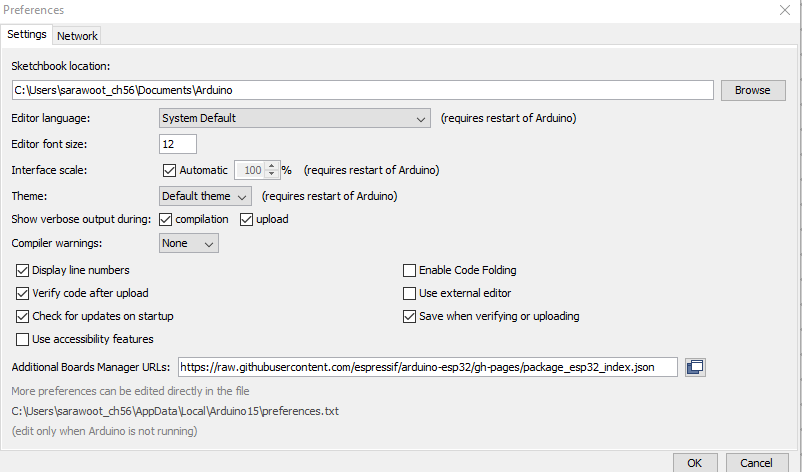 Preferences
Settings Network
Sketchbook location:
C:\Users\sarawoot_ch56\Documents\Arduino Browse
Editor language: System Default (requires restart of Arduino)
Editor font size: 12
Interface scale: Automatic 100 % (requires restart of Arduino)
Theme: Default theme (requires restart of Arduino)
Show verbose output during: compilation upload
Compiler warnings: None
Display line numbers Enable Code Folding
Verify code after upload Use external editor
Check for updates on startup Save when verifying or uploading
Use accessibility features
Additional Boards Manager URLs: https://raw.githubusercontent.com/espressif/arduino-esp32/gh-pages/package_esp32_index.json
More preferences can be edited directly in the file
C:\Users\sarawoot_ch56\AppData\Local\Arduino15\preferences.txt
(edit only when Arduino is not running)
OK Cancel